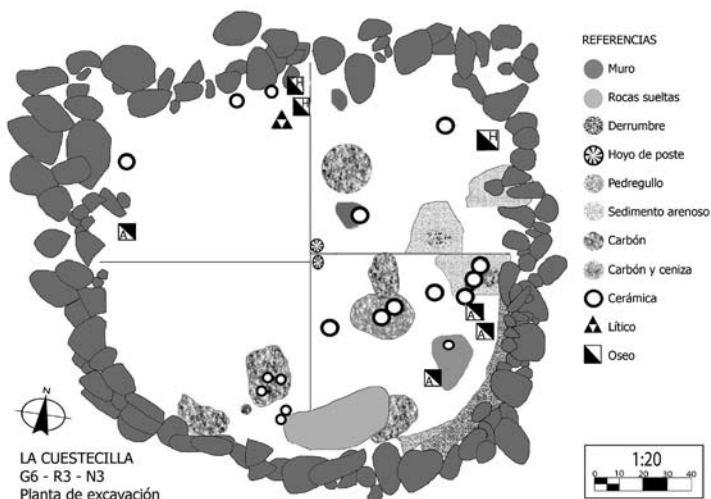 REFERENCIAS
Muro
Rocas sueltas
Derrumbe
Hoyo de poste
Pedregullo
Sedimento arenoso
Carbón
Carbón y ceniza
Cerámica
Lítico
Oseo
H
H
H
A
A
A
A
N
LA CUESTECILLA
G6 - R3 - N3
Planta de excavación
1:20
0 10 20 30 40